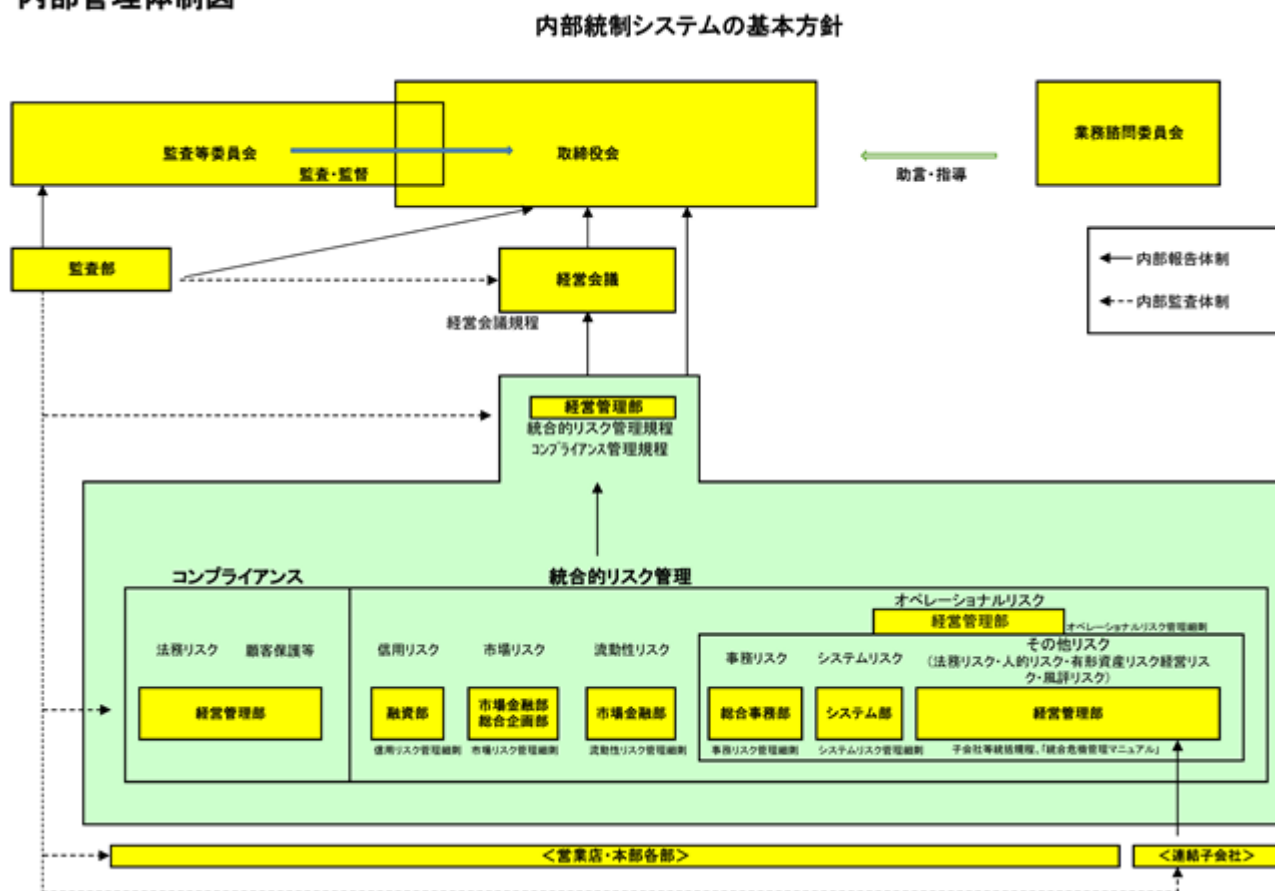 内部管理体制図
内部統制システムの基本方針
監査等委員会
監査・監督
取締役会
助言・指導
業務諮問委員会
監査部
経営会議
経営会議規程
内部報告体制
内部監査体制
経営管理部
統合的リスク管理規程
コンプライアンス管理規程
コンプライアンス
統合的リスク管理
オペレーショナルリスク
経営管理部
オペレーショナルリスク管理細則
法務リスク
顧客保護等
信用リスク
市場リスク
流動性リスク
事務リスク
システムリスク
その他リスク
(法務リスク・人的リスク・有形資産リスク経営リス
ク・風評リスク)
経営管理部
融資部
市場金融部
総合企画部
市場金融部
総合事務部
システム部
経営管理部
信用リスク管理細則
市場リスク管理細則
流動性リスク管理細則
事務リスク管理細則
システムリスク管理細則
子会社等統括規程、「統合危機管理マニュアル」
<営業店・本部各部>
<連結子会社>